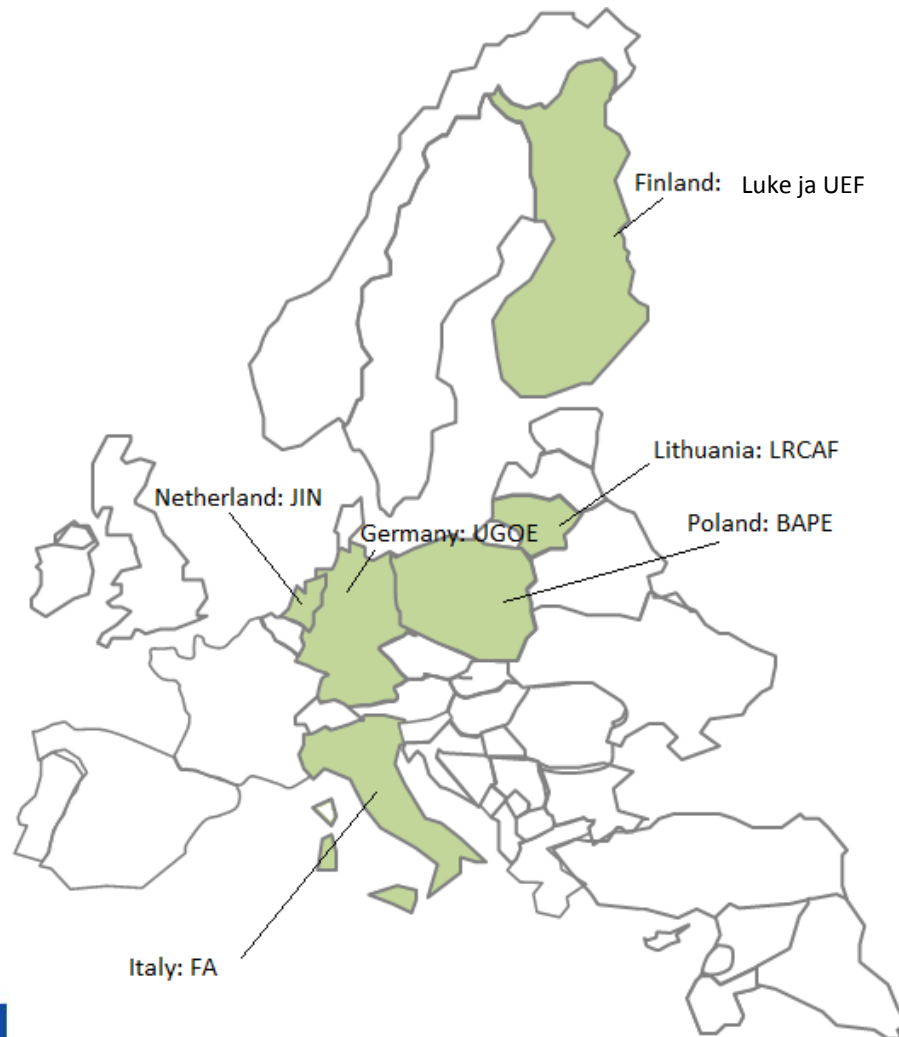 Finland: Luke ja UEF
Lithuania: LRCAF
Netherland: JIN
Poland: BAPE
Germany: UGOE
Italy: FA